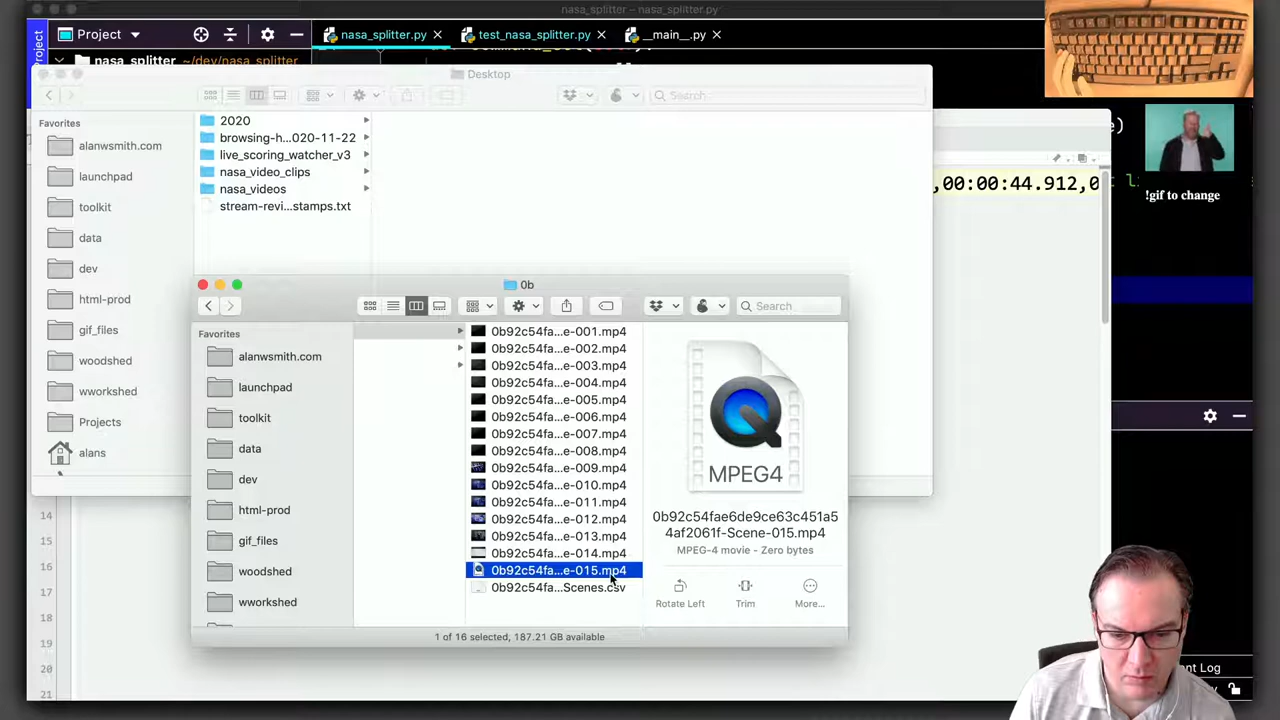 nasa_splitter – nasa_splitter.py
Project
nasa_splitter.py
test_nasa_splitter.py
__main__.py
Project
nasa_splitter ~/dev/nasa_splitter
Desktop
Search
Favorites
alanwsmith.com
launchpad
toolkit
data
dev
html-prod
gif_files
woodshed
wworkshed
Projects
alans
2020
browsing-h...020-11-22
live_scoring_watcher_v3
nasa_video_clips
nasa_videos
stream-revi...stamps.txt
,00:00:44.912,0
!gif to change
0b
Search
Favorites
alanwsmith.com
launchpad
toolkit
data
dev
html-prod
gif_files
woodshed
wworkshed
0b92c54fa...e-001.mp4
0b92c54fa...e-002.mp4
0b92c54fa...e-003.mp4
0b92c54fa...e-004.mp4
0b92c54fa...e-005.mp4
0b92c54fa...e-006.mp4
0b92c54fa...e-007.mp4
0b92c54fa...e-008.mp4
0b92c54fa...e-009.mp4
0b92c54fa...e-010.mp4
0b92c54fa...e-011.mp4
0b92c54fa...e-012.mp4
0b92c54fa...e-013.mp4
0b92c54fa...e-014.mp4
0b92c54fa...e-015.mp4
0b92c54fa...Scenes.csv
MPEG4
0b92c54fae6de9ce63c451a5
4af2061f-Scene-015.mp4
MPEG-4 movie - Zero bytes
Rotate Left
Trim
More...
1 of 16 selected, 187.21 GB available
14
15
16
17
18
19
20
21
nt Log